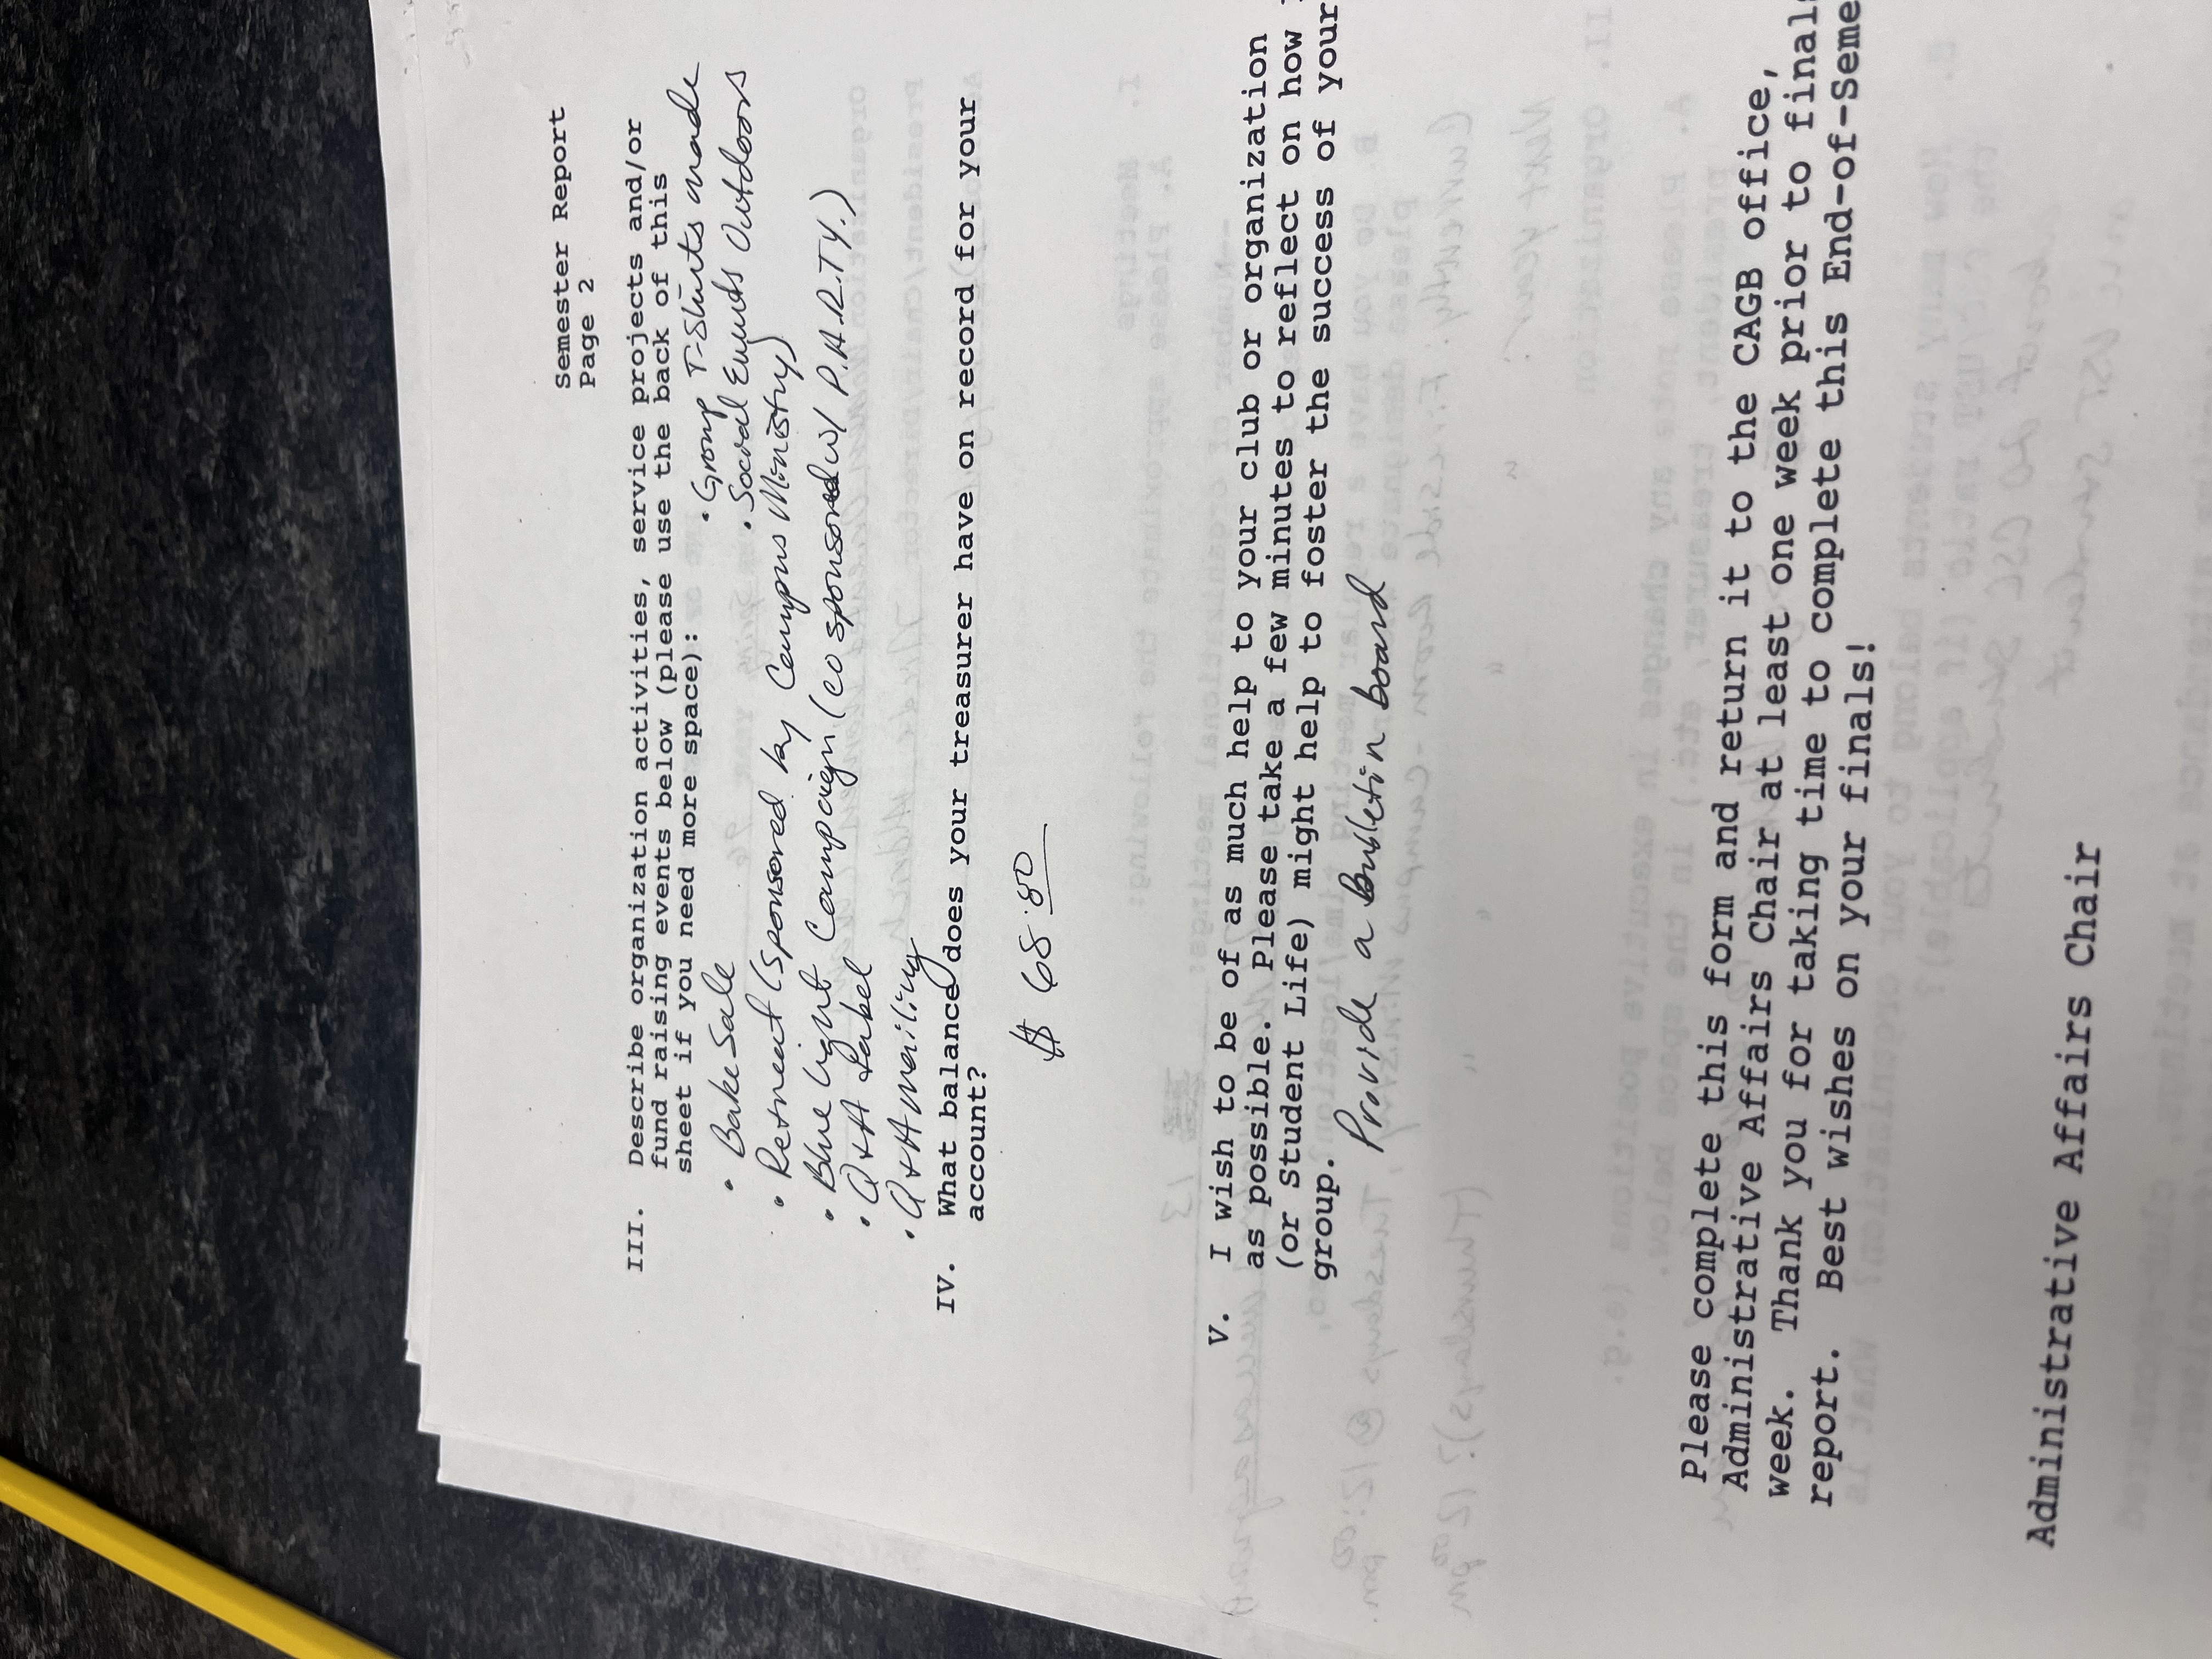 Semester Report
Page 2
III. Describe organization activities, service projects and/or
fund raising events below (please use the back of this
sheet if you need more space):
• Group T-Shirts made
• Bake Sale
• Social Events Outdoors
• Retreat (Sponsored by Campus Ministry)
• Blue light Campaign (co sponsored w/ P.A.R.T.Y.)
• Q+A Label
• Q+A mailing
IV. What balance does your treasurer have on record for your
account?
$ 68.80
V. I wish to be of as much help to your club or organization
as possible. Please take a few minutes to reflect on how
(or Student Life) might help to foster the success of your
group.
Provide a Bulletin board
Please complete this form and return it to the CAGB office,
Administrative Affairs Chair at least one week prior to finals
week. Thank you for taking time to complete this End-of-Seme
report. Best wishes on your finals!
Administrative Affairs Chair